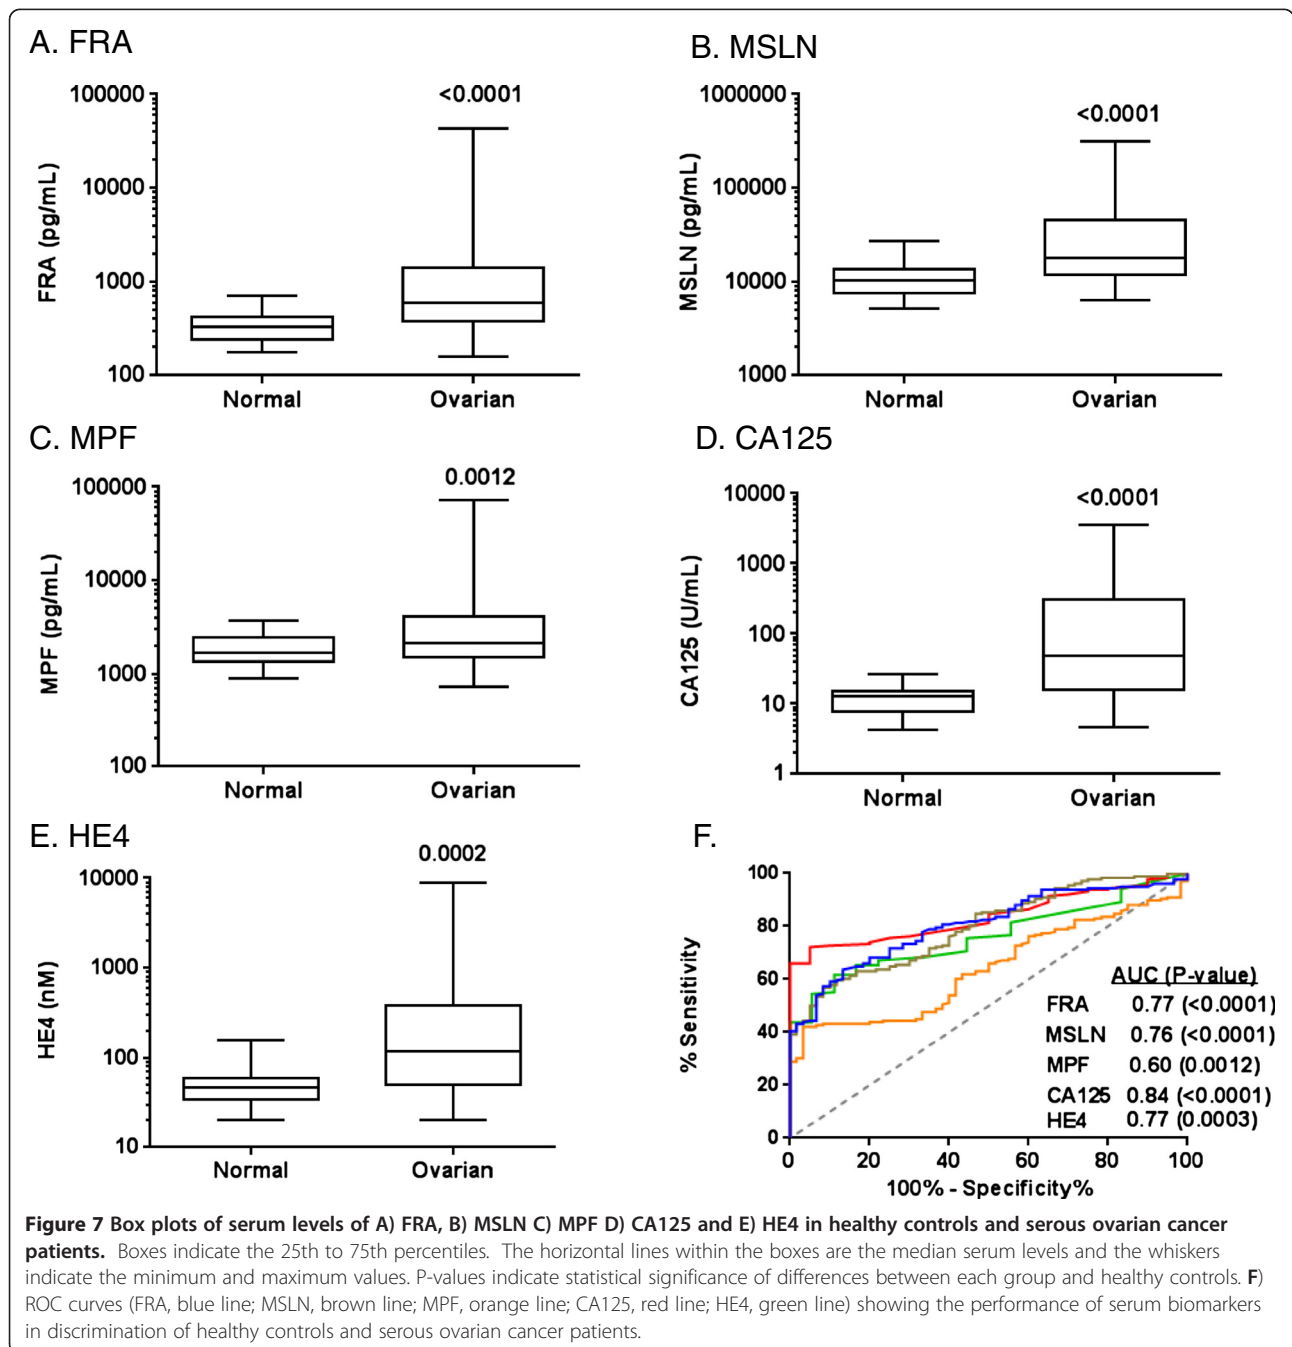 A. FRA
<0.0001
100000
10000
1000
100
FRA (pg/mL)
Normal
Ovarian
B. MSLN
<0.0001
1000000
100000
10000
1000
MSLN (pg/mL)
Normal
Ovarian
C. MPF
0.0012
100000
10000
1000
100
MPF (pg/mL)
Normal
Ovarian
D. CA125
<0.0001
10000
1000
100
10
1
CA125 (U/mL)
Normal
Ovarian
E. HE4
0.0002
10000
1000
100
10
HE4 (nM)
Normal
Ovarian
F.
100
80
60
40
20
0
% Sensitivity
AUC (P-value)
FRA 0.77 (<0.0001)
MSLN 0.76 (<0.0001)
MPF 0.60 (0.0012)
CA125 0.84 (<0.0001)
HE4 0.77 (0.0003)
0 20 40 60 80 100
100% - Specificity%
Figure 7 Box plots of serum levels of A) FRA, B) MSLN C) MPF D) CA125 and E) HE4 in healthy controls and serous ovarian cancer
patients. Boxes indicate the 25th to 75th percentiles. The horizontal lines within the boxes are the median serum levels and the whiskers
indicate the minimum and maximum values. P-values indicate statistical significance of differences between each group and healthy controls. F)
ROC curves (FRA, blue line; MSLN, brown line; MPF, orange line; CA125, red line; HE4, green line) showing the performance of serum biomarkers
in discrimination of healthy controls and serous ovarian cancer patients.